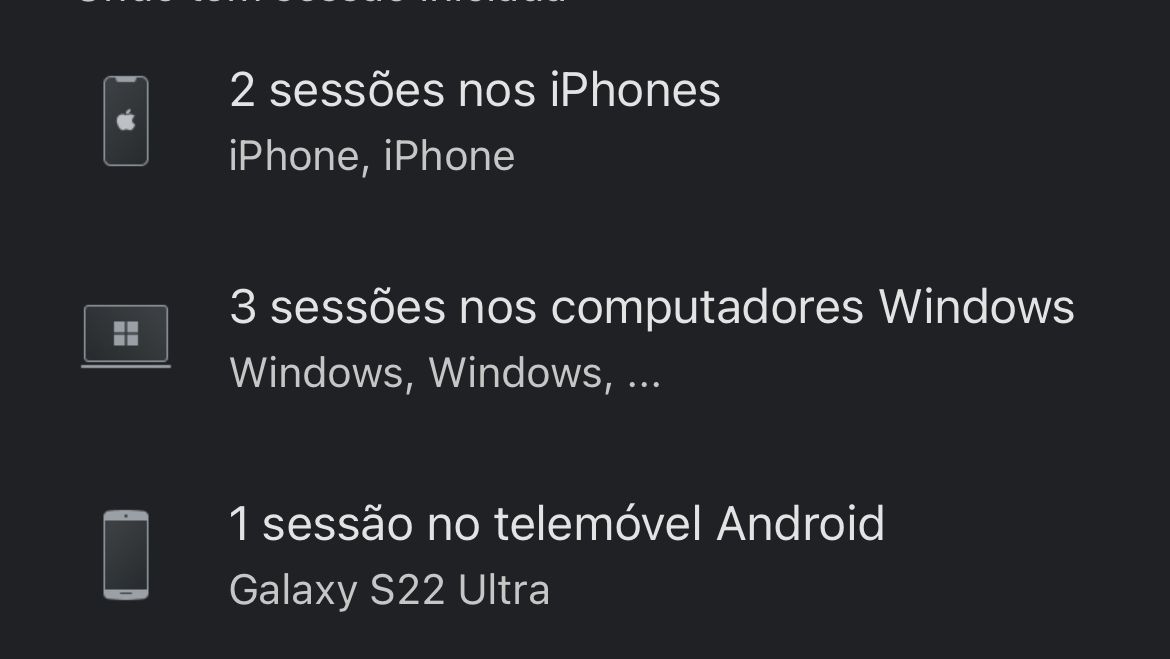 2 sessões nos iPhones
iPhone, iPhone
3 sessões nos computadores Windows
Windows, Windows, ...
1 sessão no telemóvel Android
Galaxy S22 Ultra